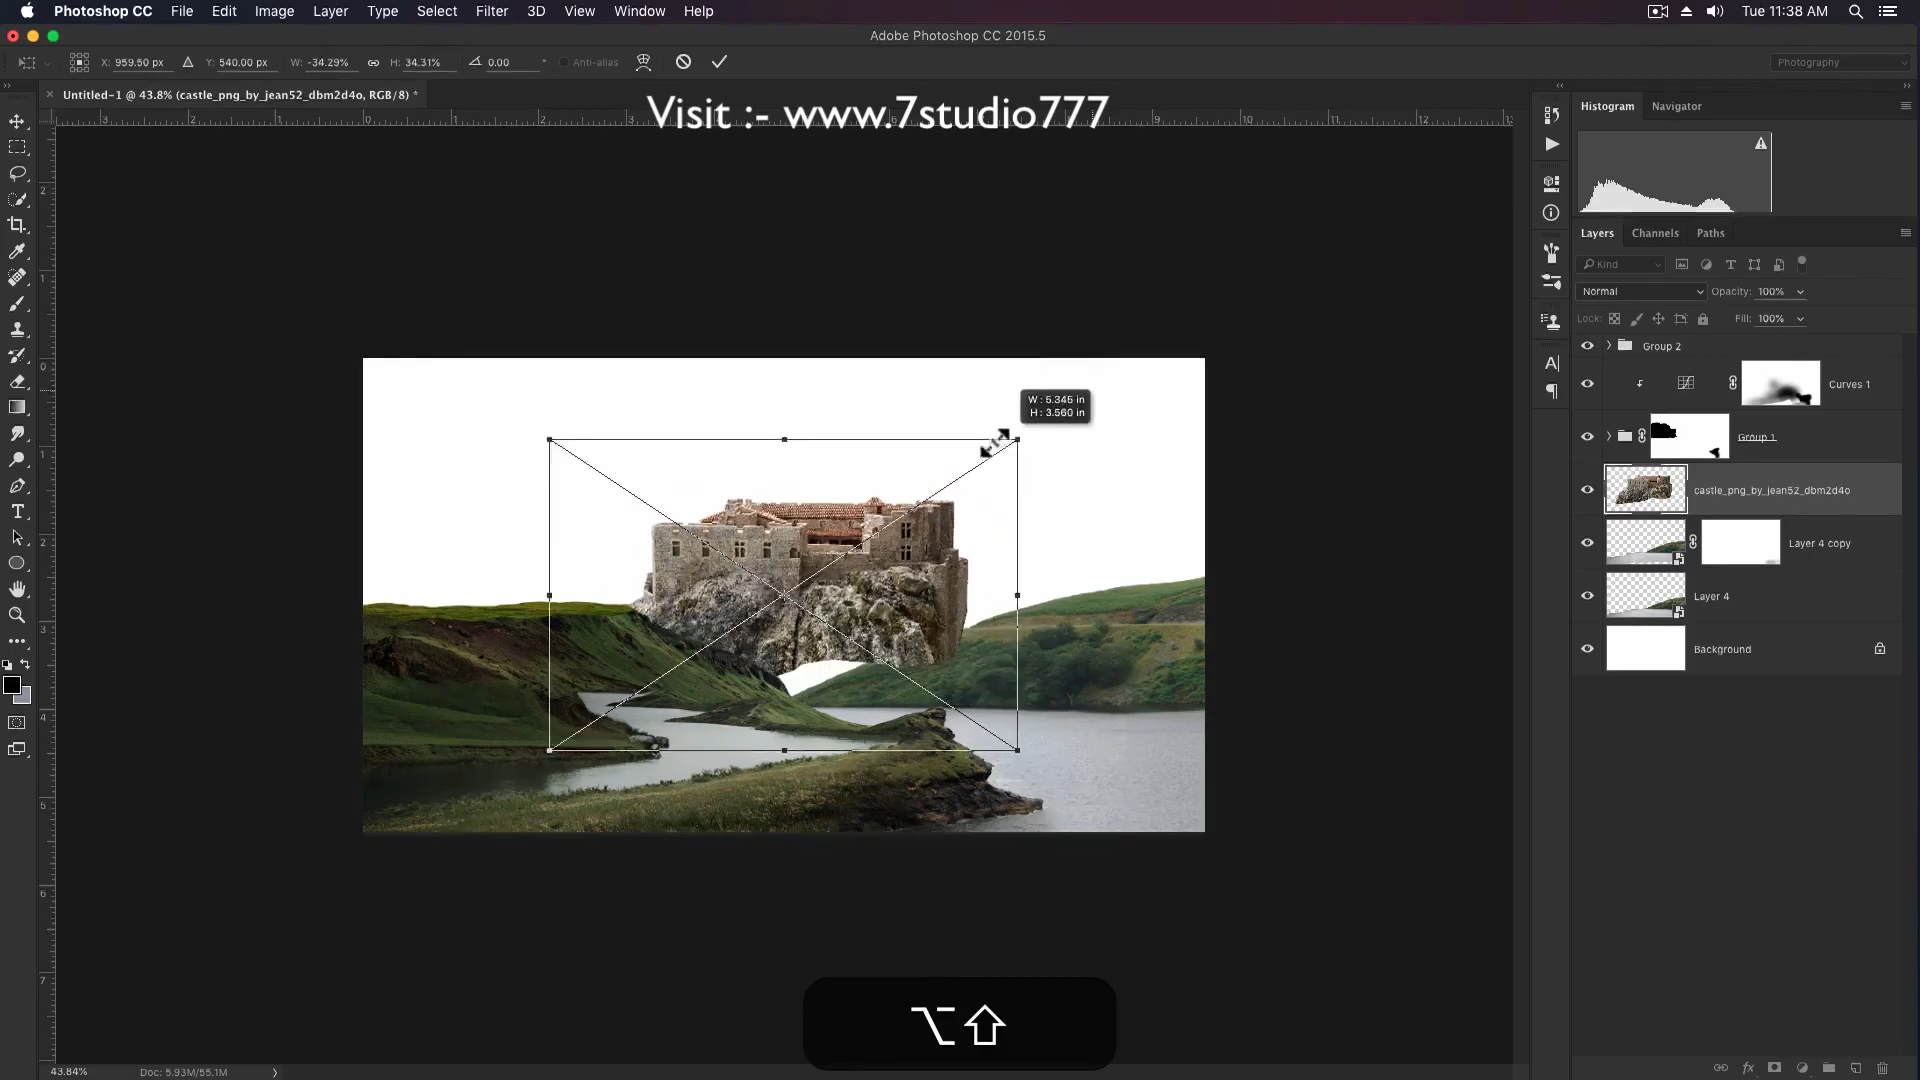 Photoshop CC File Edit Image Layer Type Select Filter 3D View Window Help Tue 11:38 AM
Adobe Photoshop CC 2015.5
X: 959.50 px Y: 540.00 px W: -34.29% H: 34.31% 0.00 ° Anti-alias Photography
Untitled-1 @ 43.8% (castle_png_by_jean52_dbm2d4o, RGB/8) *
Visit :- www.7studio777
Histogram Navigator
Layers Channels Paths
Kind
Normal Opacity: 100%
Lock: Fill: 100%
Group 2
Curves 1
W : 5.345 in
H : 3.560 in
Group 1
castle_png_by_jean52_dbm2d4o
Layer 4 copy
Layer 4
Background
43.84% Doc: 5.93M/55.1M